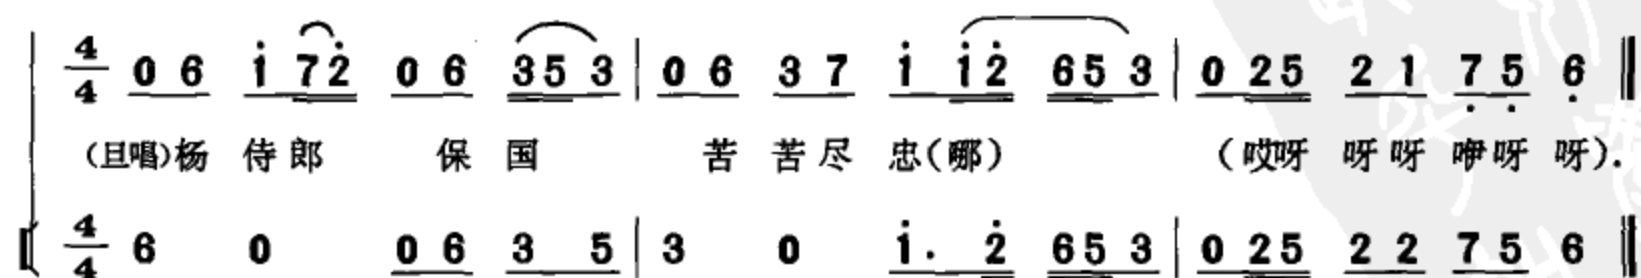 4/4 0 6 i̇ 7 2̇ 0 6 3 5 3 | 0 6 3 7 i̇ i̇ 2̇ 6 5 3 | 0 2 5 2 1 7̣ 5̣ 6̣ ‖
(旦唱)杨 侍 郎 保 国 苦 苦 尽 忠(哪) (哎呀 呀 呀 咿 呀 呀).
4/4 6 0 0 6 3 5 | 3 0 i̇. 2̇ 6 5 3 | 0 2 5 2 2 7 5 6 ‖